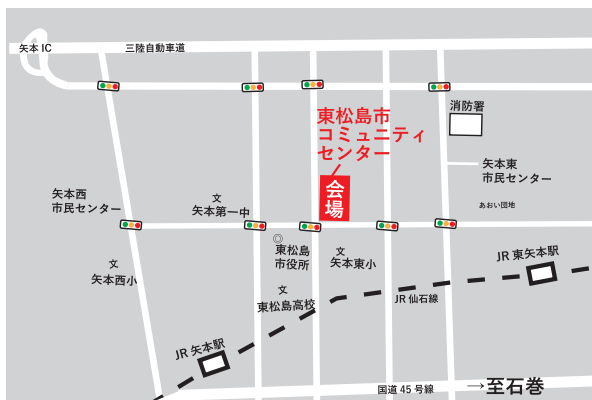 矢本IC
三陸自動車道
消防署
東松島市
コミュニティ
センター
会場
矢本東
市民センター
矢本西
市民センター
文
矢本第一中
あおい団地
◎
東松島
市役所
文
矢本東小
JR 東矢本駅
文
矢本西小
文
東松島高校
JR 仙石線
JR 矢本駅
国道45号線
→至石巻